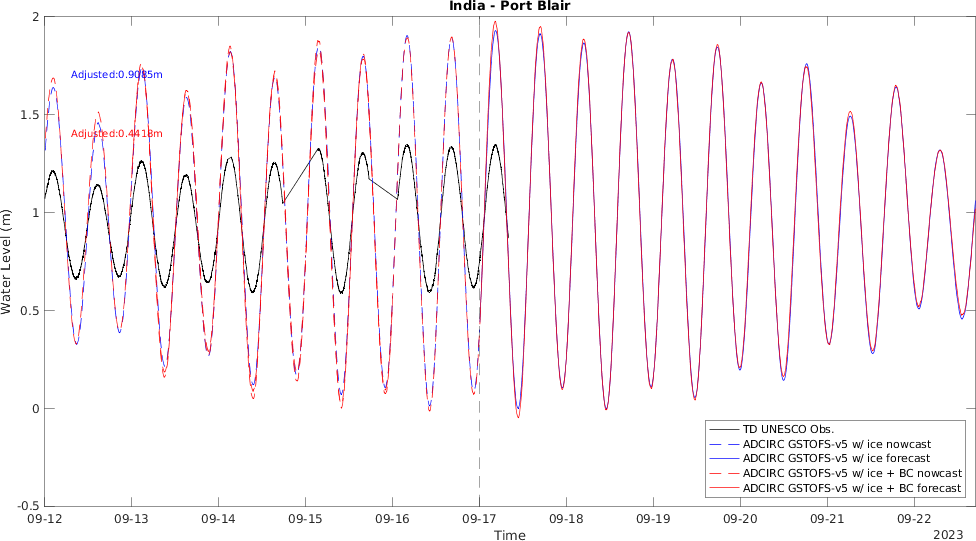 India - Port Blair
2
1.5
1
0.5
0
-0.5
Water Level (m)
Adjusted:0.9085m
Adjusted:0.4418m
TD UNESCO Obs.
ADCIRC GSTOFS-v5 w/ ice nowcast
ADCIRC GSTOFS-v5 w/ ice forecast
ADCIRC GSTOFS-v5 w/ ice + BC nowcast
ADCIRC GSTOFS-v5 w/ ice + BC forecast
09-12 09-13 09-14 09-15 09-16 09-17 09-18 09-19 09-20 09-21 09-22
Time
2023